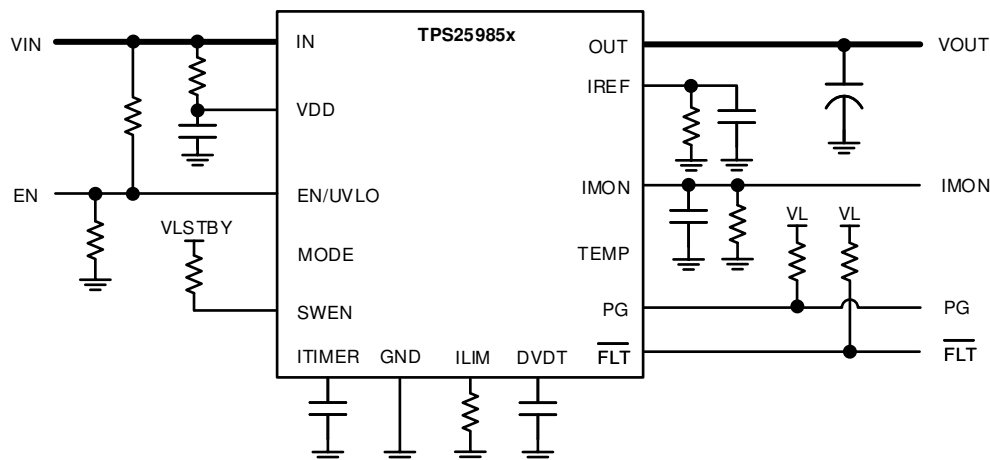 TPS25985x
VIN
IN
OUT
VOUT
IREF
VDD
EN
EN/UVLO
IMON
IMON
VLSTBY
VL
VL
MODE
TEMP
SWEN
PG
PG
ITIMER
GND
ILIM
DVDT
FLT
FLT